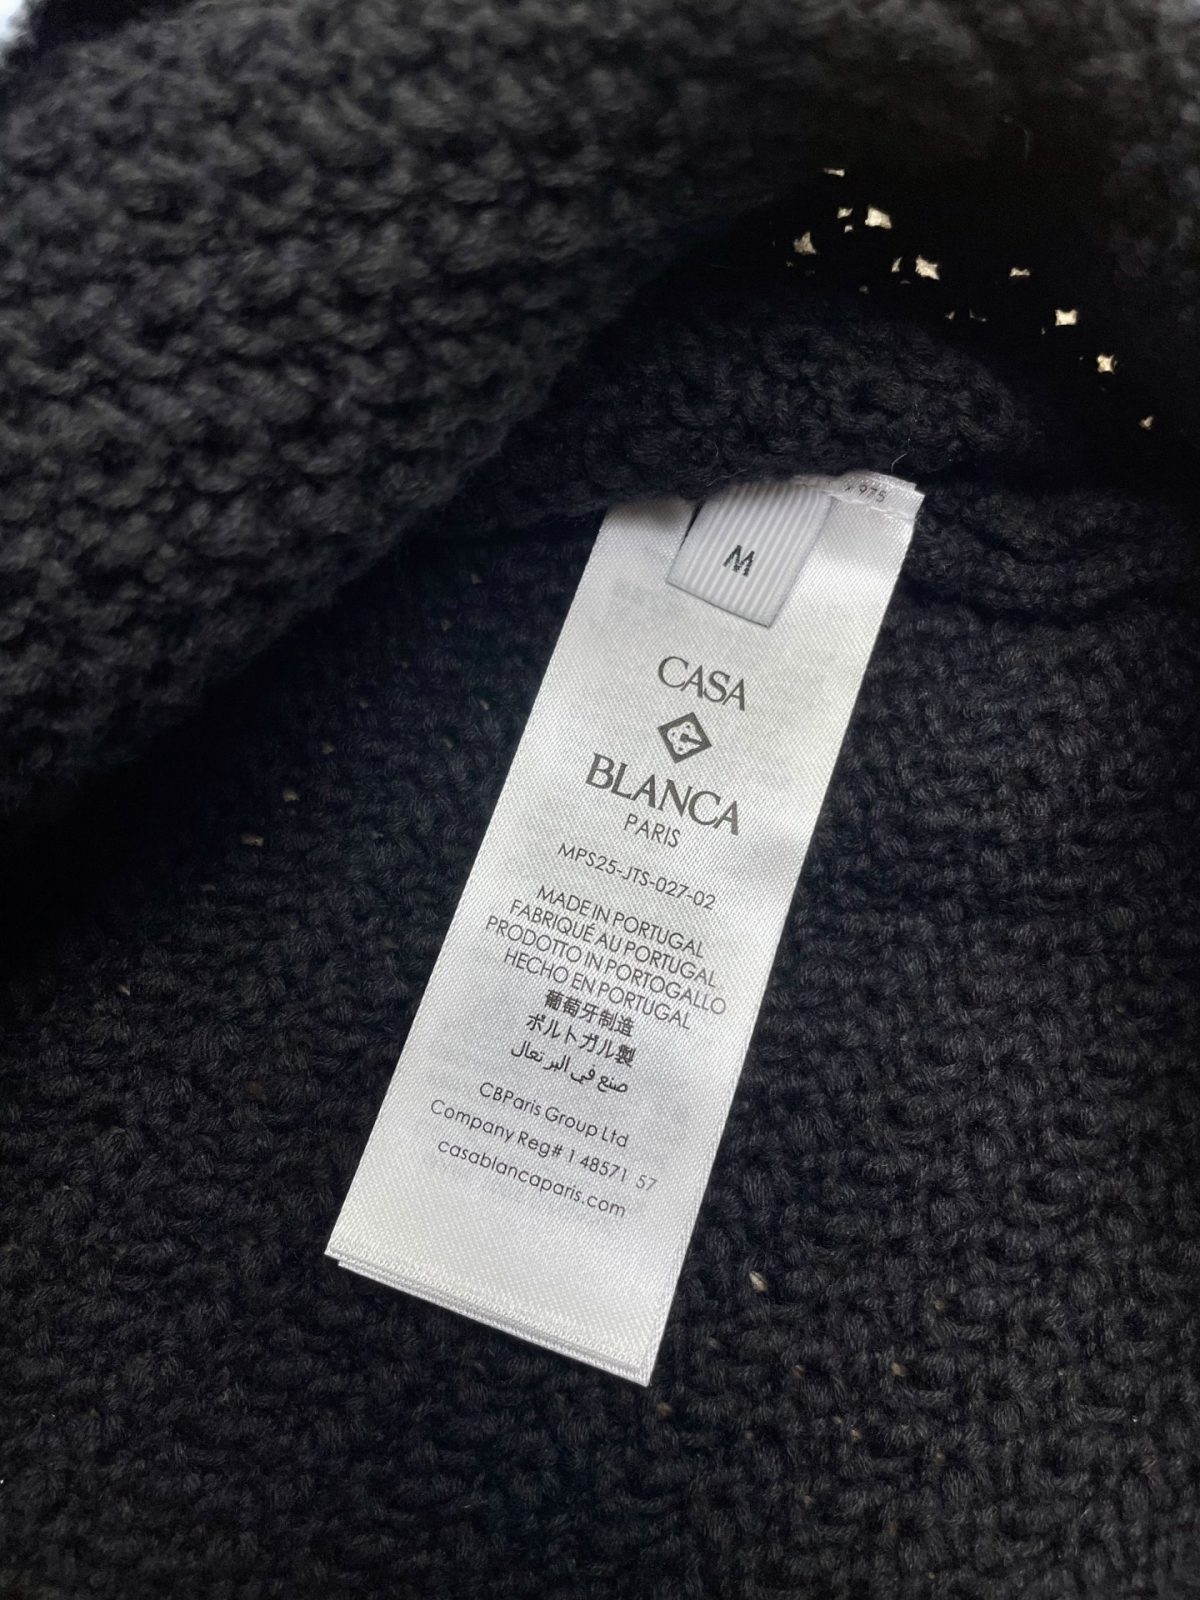 975
M
CASA
BLANCA
PARIS
MPS25-JTS-027-02
MADE IN PORTUGAL
FABRIQUÉ AU PORTUGAL
PRODOTTO IN PORTOGALLO
HECHO EN PORTUGAL
葡萄牙制造
ポルトガル製
صنع في البرتغال
CBParis Group Ltd
Company Reg# 1 48571 57
casablancaparis.com